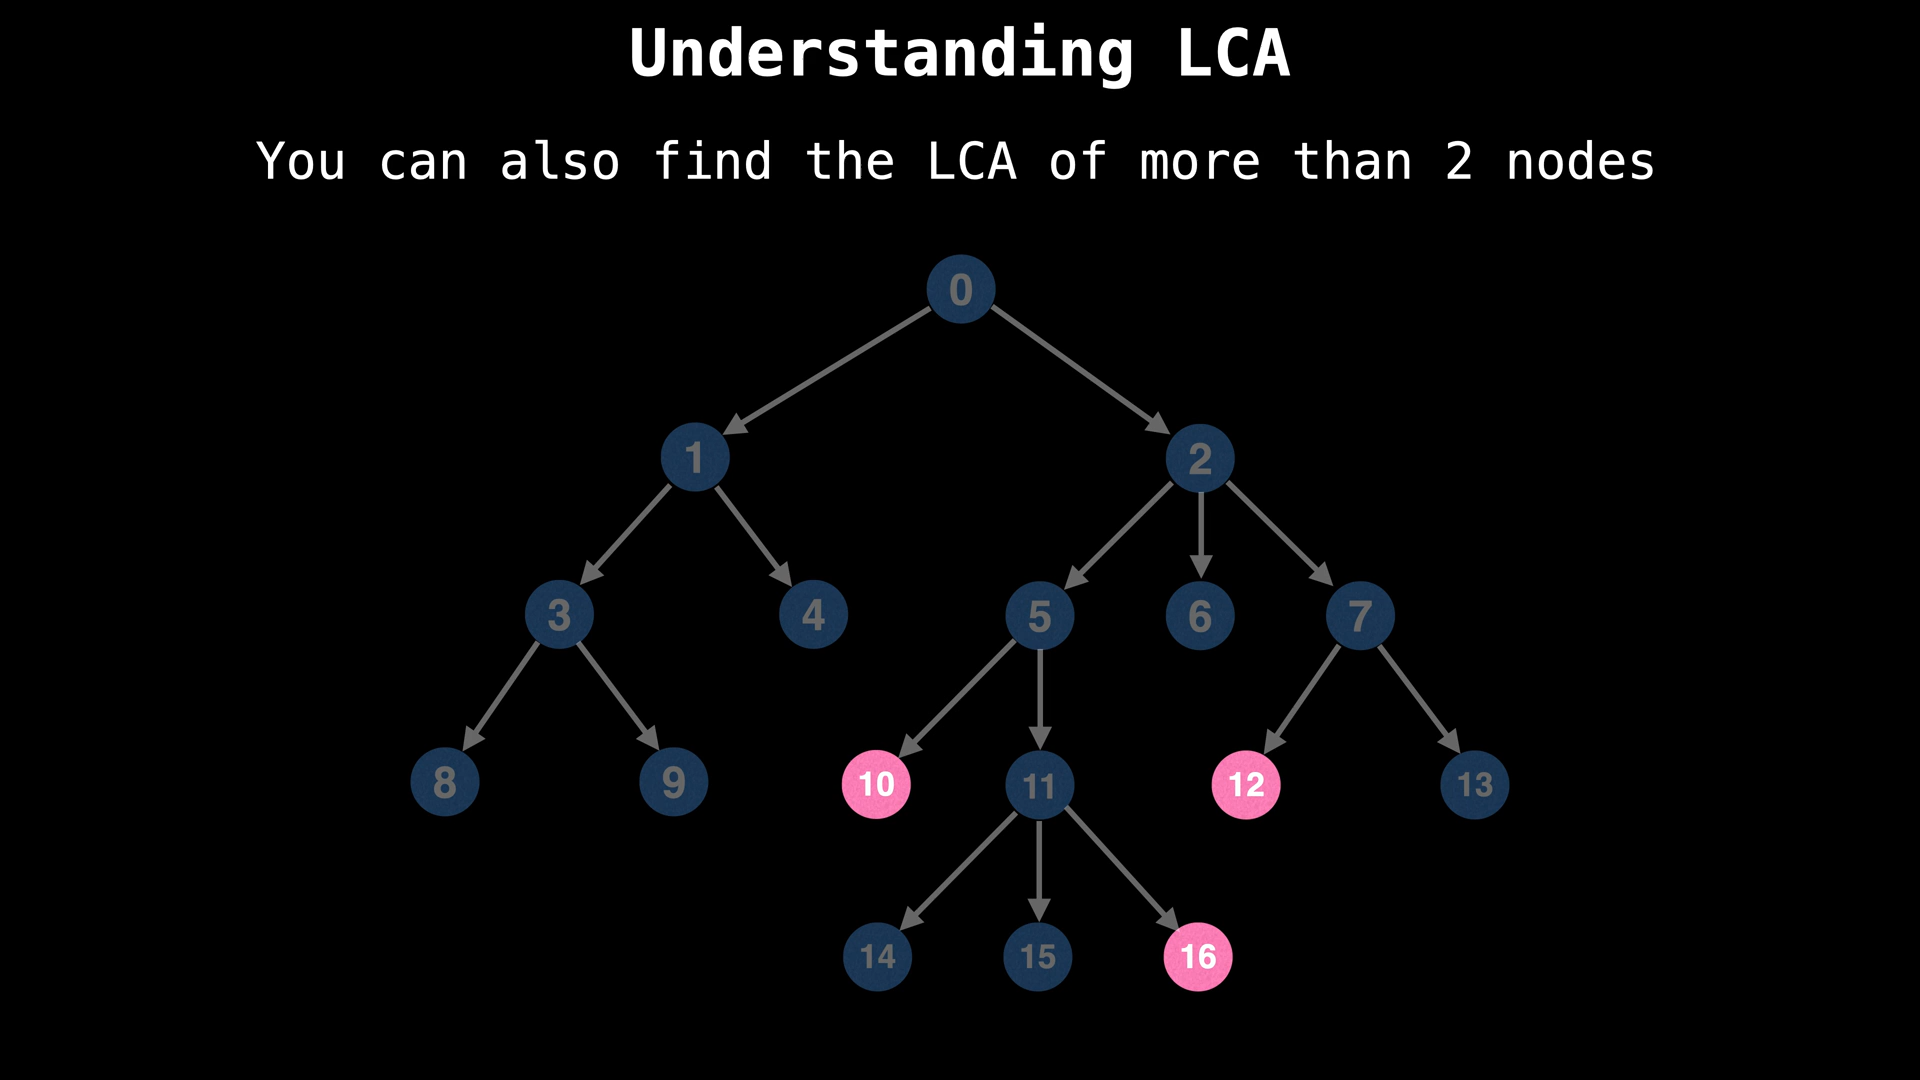 Understanding LCA
You can also find the LCA of more than 2 nodes
0
1 2
3 4 5 6 7
8 9 10 11 12 13
14 15 16